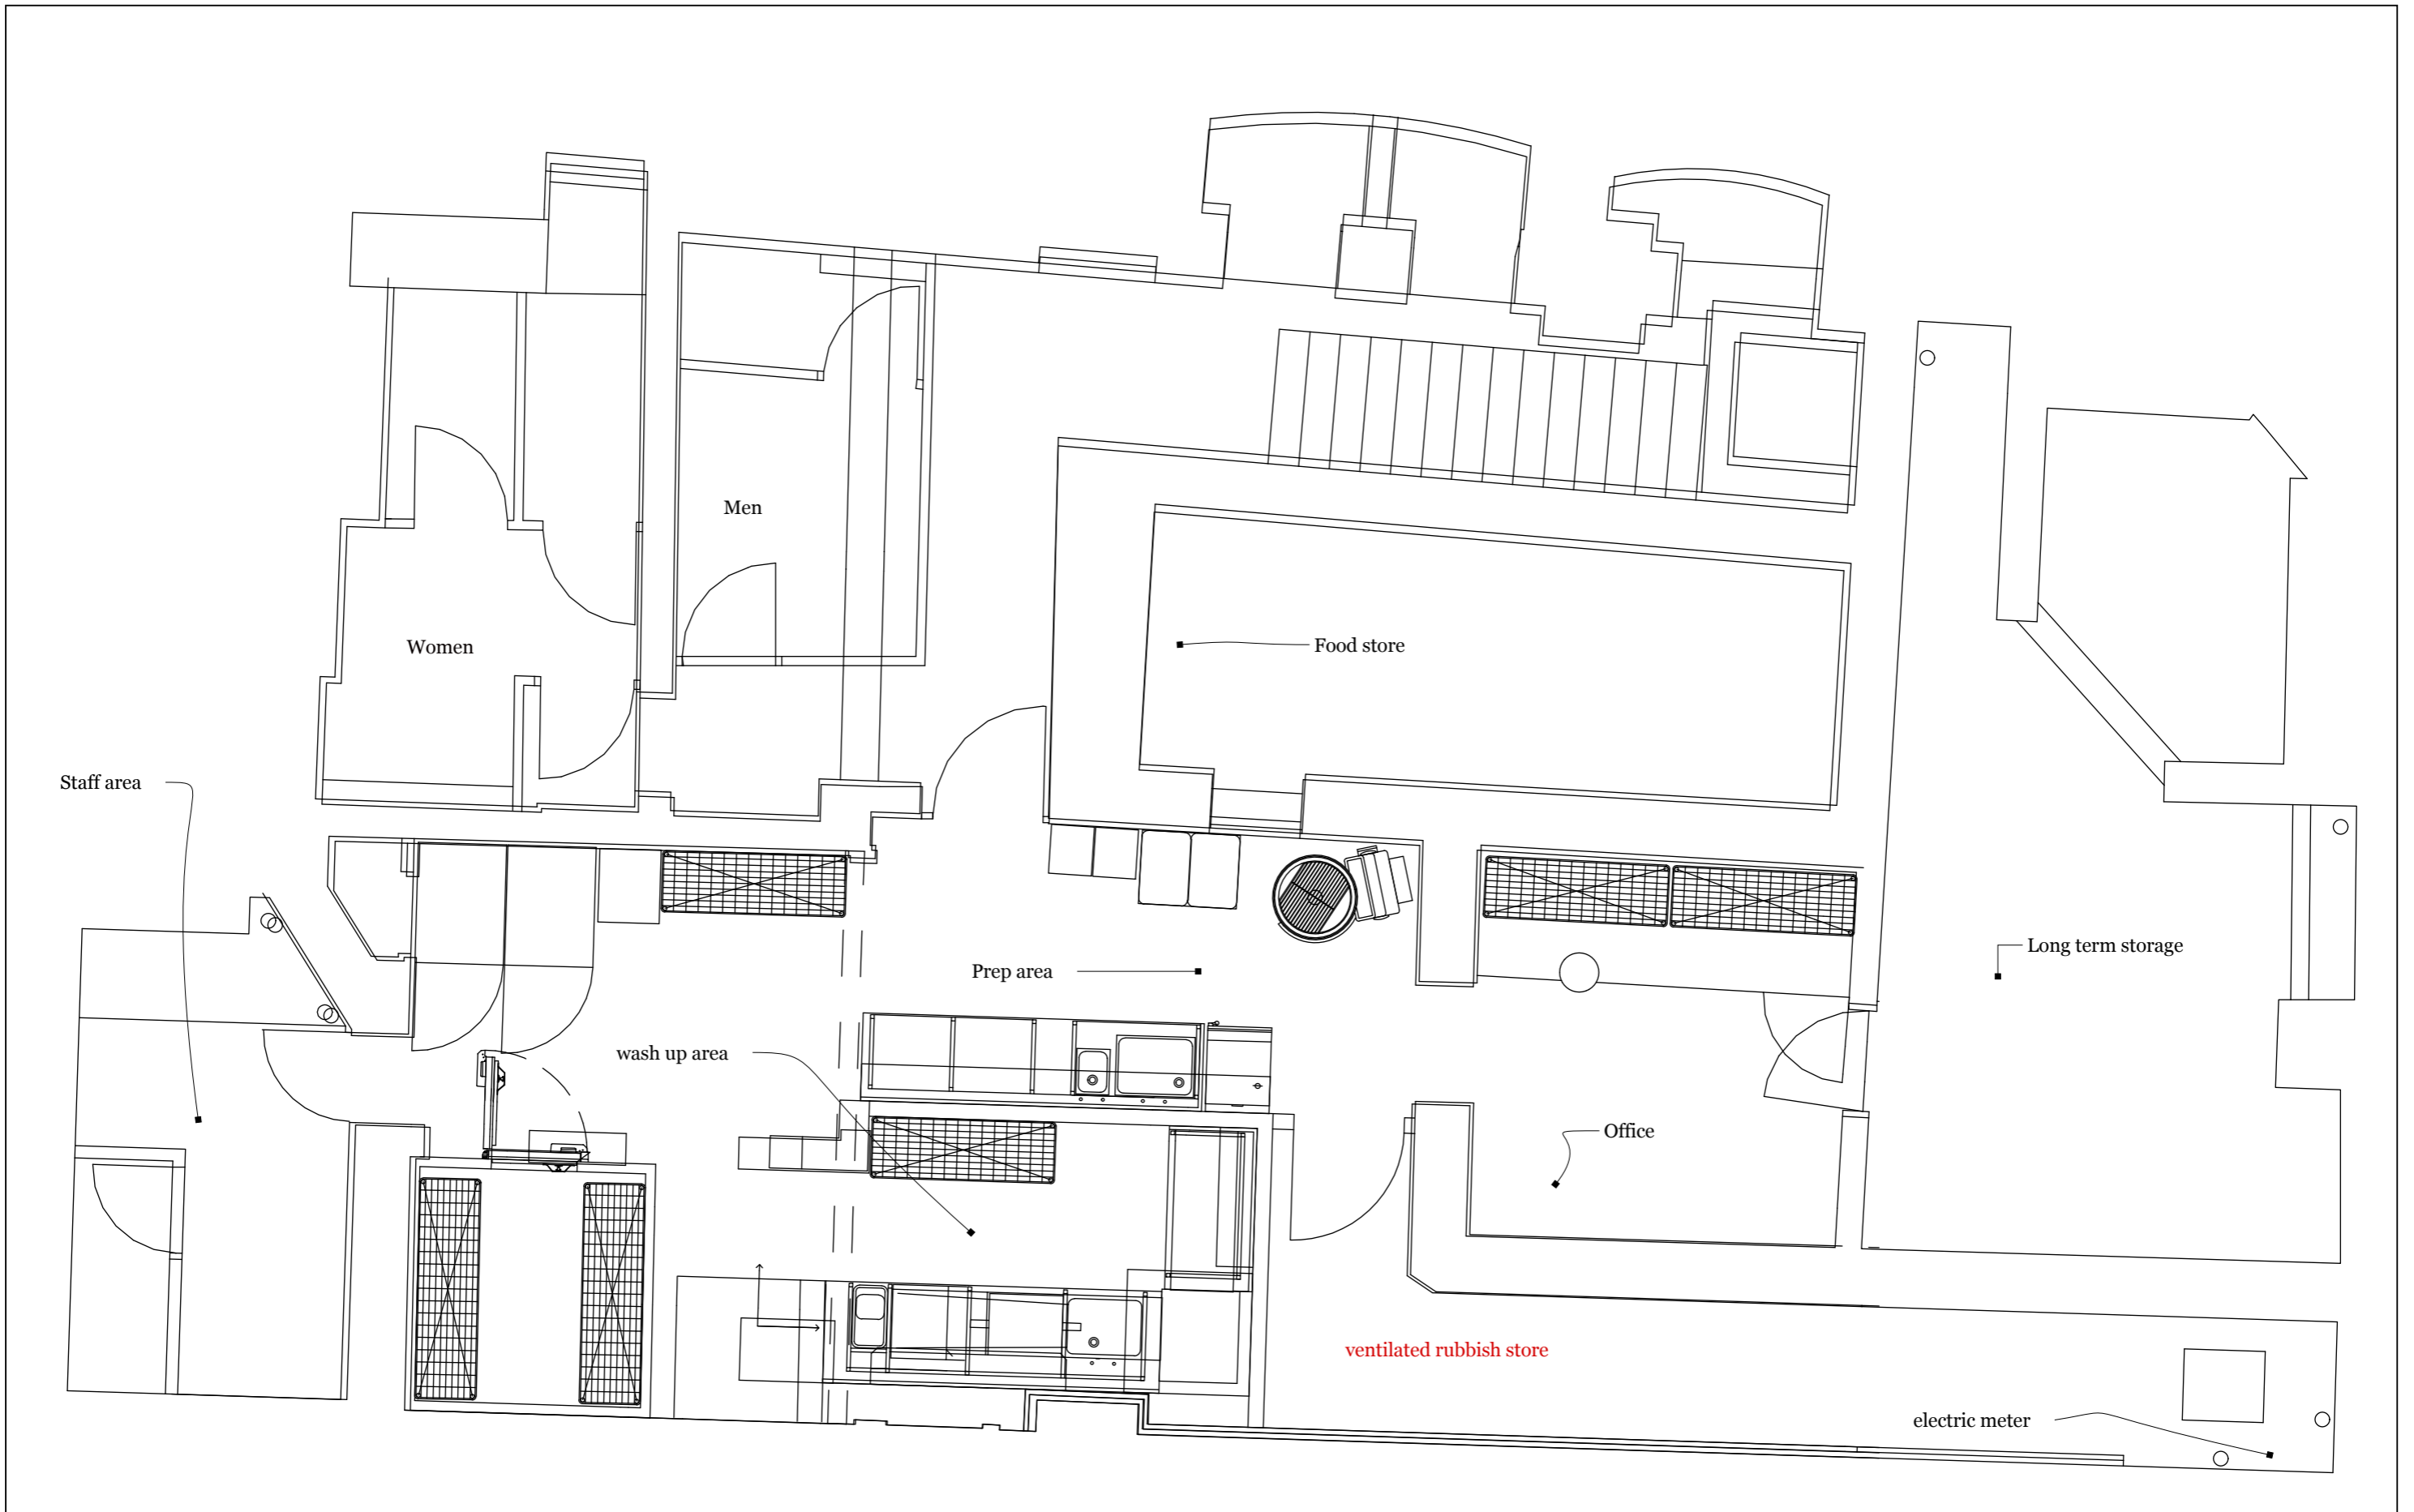 Men
Women
Food store
Staff area
Long term storage
Prep area
wash up area
Office
ventilated rubbish store
electric meter